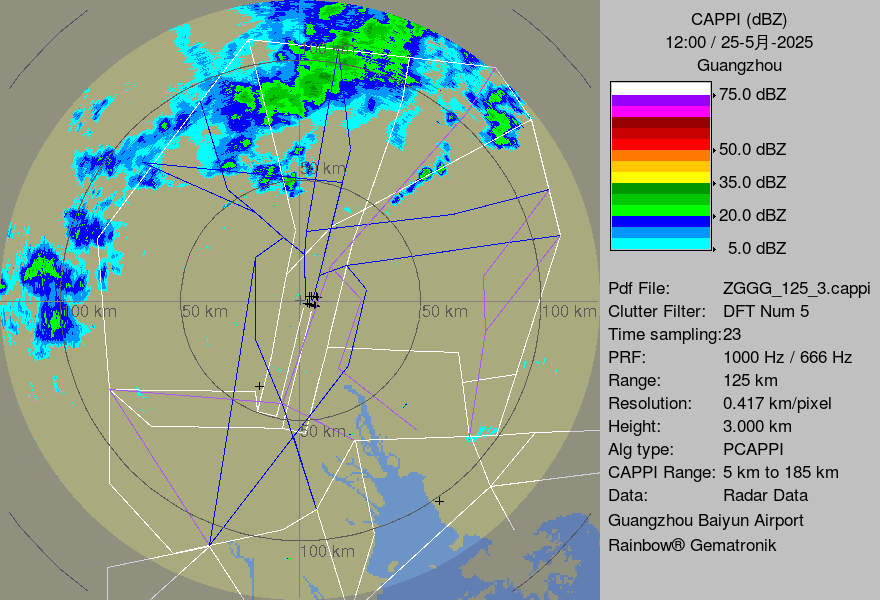 CAPPI (dBZ)
12:00 / 25-5月-2025
Guangzhou
75.0 dBZ
50.0 dBZ
35.0 dBZ
20.0 dBZ
5.0 dBZ
Pdf File: ZGGG_125_3.cappi
Clutter Filter: DFT Num 5
Time sampling:23
PRF: 1000 Hz / 666 Hz
Range: 125 km
Resolution: 0.417 km/pixel
Height: 3.000 km
Alg type: PCAPPI
CAPPI Range: 5 km to 185 km
Data: Radar Data
Guangzhou Baiyun Airport
Rainbow® Gematronik
50 km
100 km 50 km 50 km 100 km
50 km
100 km